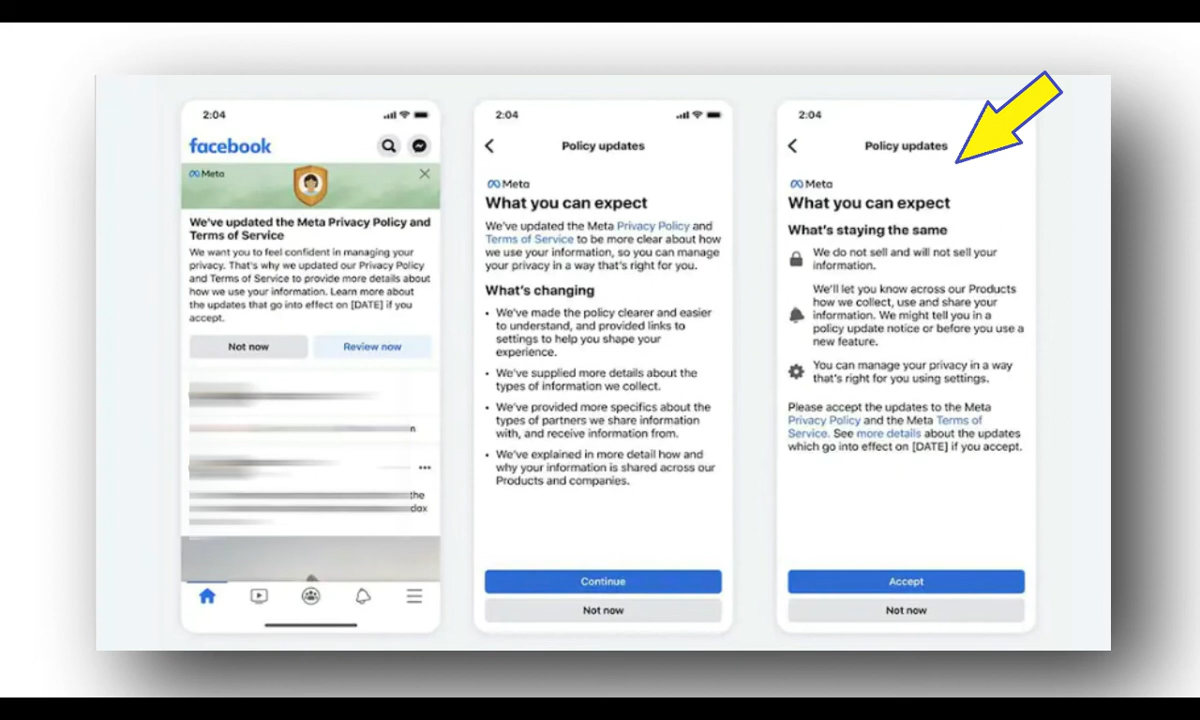 2:04
facebook
Meta
We've updated the Meta Privacy Policy and
Terms of Service
We want you to feel confident in managing your
privacy. That's why we updated our Privacy Policy
and Terms of Service to provide more details about
how we use your information. Learn more about
the updates that go into effect on [DATE] if you
accept.
Not now
Review now
n
the
dax
2:04
Policy updates
Meta
What you can expect
We've updated the Meta Privacy Policy and
Terms of Service to be more clear about how
we use your information, so you can manage
your privacy in a way that's right for you.
What's changing
• We've made the policy clearer and easier
to understand, and provided links to
settings to help you shape your
experience.
• We've supplied more details about the
types of information we collect.
• We've provided more specifics about the
types of partners we share information
with, and receive information from.
• We've explained in more detail how and
why your information is shared across our
Products and companies.
Continue
Not now
2:04
Policy updates
Meta
What you can expect
What's staying the same
We do not sell and will not sell your
information.
We'll let you know across our Products
how we collect, use and share your
information. We might tell you in a
policy update notice or before you use a
new feature.
You can manage your privacy in a way
that's right for you using settings.
Please accept the updates to the Meta
Privacy Policy and the Meta Terms of
Service. See more details about the updates
which go into effect on [DATE] if you accept.
Accept
Not now